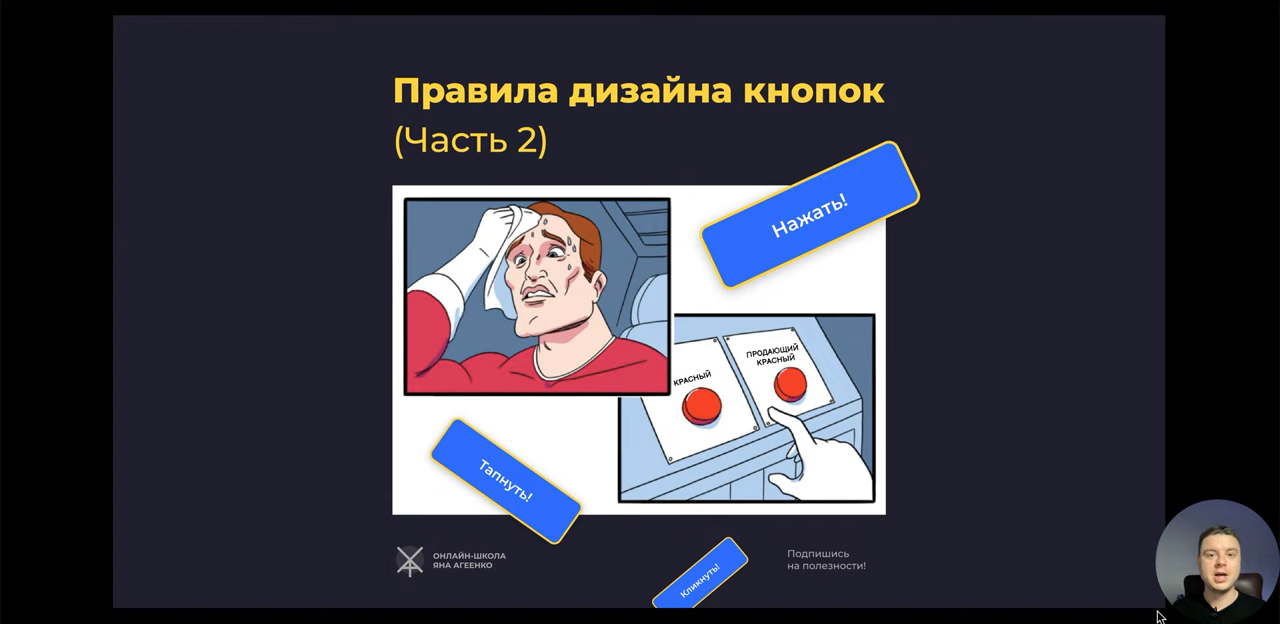 Правила дизайна кнопок
(Часть 2)
Нажать!
КРАСНЫЙ
ПРОДАЮЩИЙ
КРАСНЫЙ
Тапнуть!
ОНЛАЙН-ШКОЛА
ЯНА АГЕЕНКО
Кликнуть!
Подпишись
на полезности!